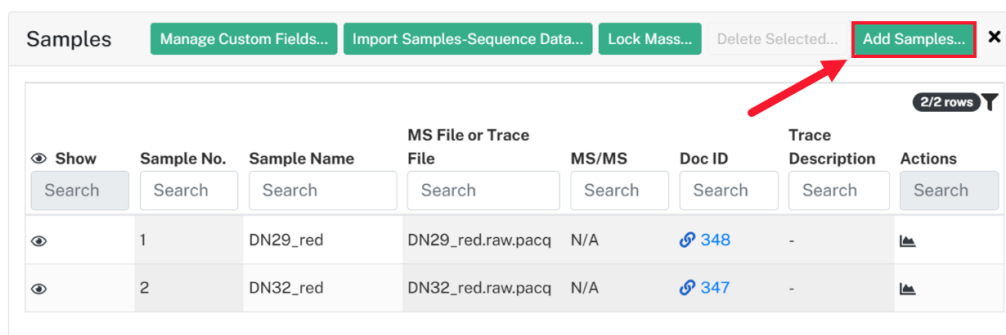 Samples Manage Custom Fields... Import Samples-Sequence Data... Lock Mass... Delete Selected... Add Samples...
2/2 rows
Show Sample No. Sample Name MS File or Trace File MS/MS Doc ID Trace Description Actions
Search Search Search Search Search Search Search Search
1 DN29_red DN29_red.raw.pacq N/A 348 -
2 DN32_red DN32_red.raw.pacq N/A 347 -